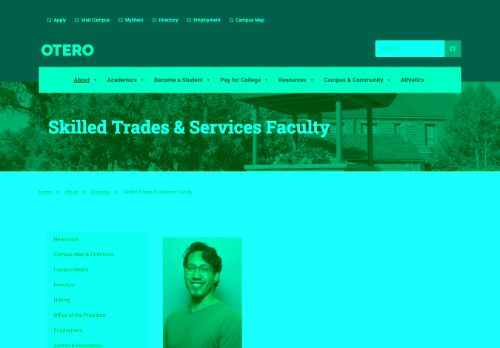 Apply Visit Campus MyOtero Directory Employment Campus Map
OTERO
About Academics Become a Student Pay for College Resources Campus & Community Athletics
Skilled Trades & Services Faculty
Home About Directory Skilled Trades & Services Faculty
Newsroom
Campus Map & Directions
Campus Media
Directory
History
Office of the President
Employment
Alumni & Foundation